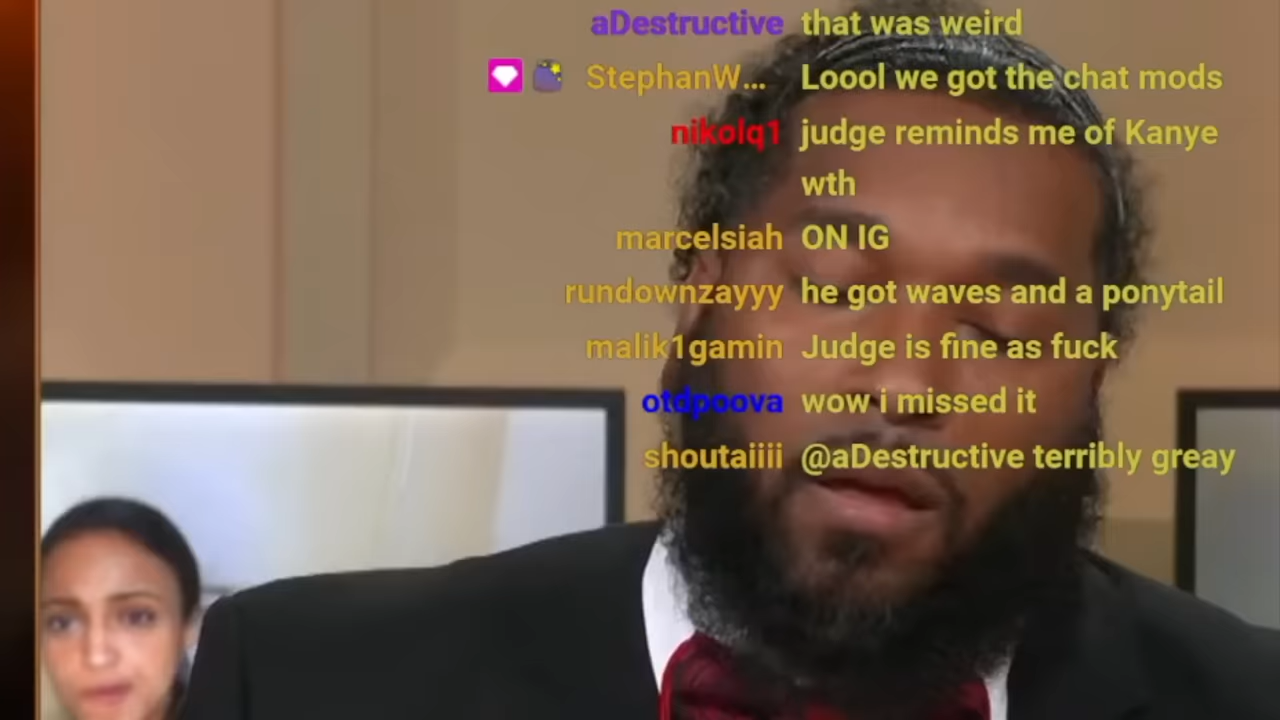 aDestructive that was weird
StephanW... Loool we got the chat mods
nikolq1 judge reminds me of Kanye
wth
marcelsiah ON IG
rundownzayyy he got waves and a ponytail
malik1gamin Judge is fine as fuck
otdpoova wow i missed it
shoutaiiii @aDestructive terribly greay